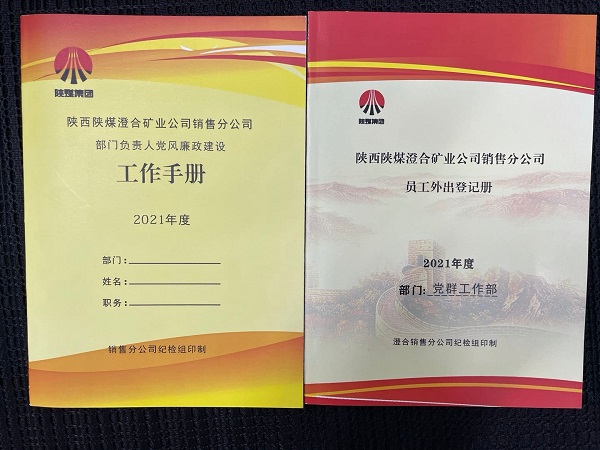 陕煤集团
陕西陕煤澄合矿业公司销售分公司
部门负责人党风廉政建设
工作手册
2021年度
部门:
姓名:
职务:
销售分公司纪检组印制
陕煤集团
陕西陕煤澄合矿业公司销售分公司
员工外出登记册
2021年度
部门: 党群工作部
澄合销售分公司纪检组印制